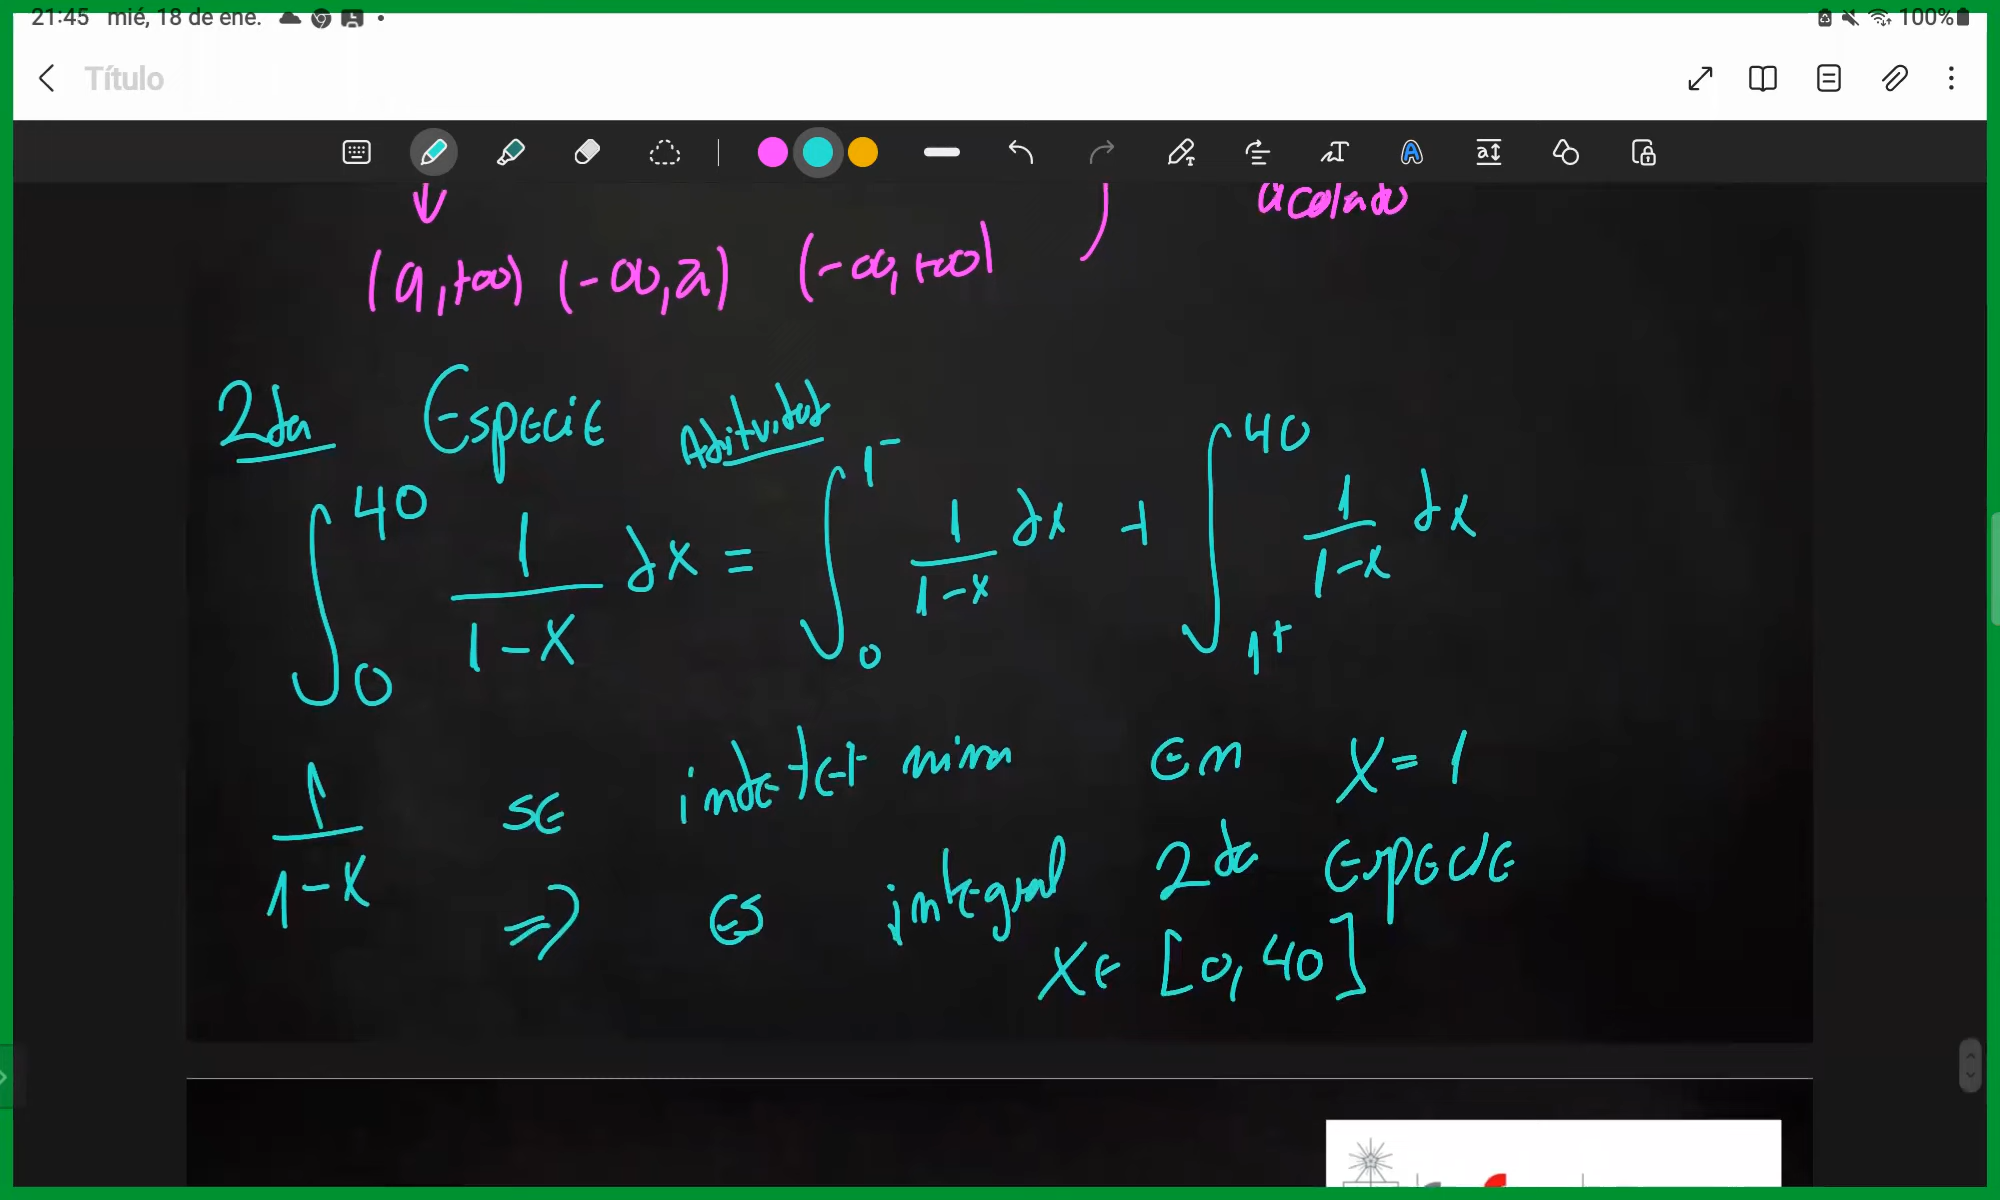 21:45 mié, 18 de ene. 100%
Título
acolado
(a, +∞) (-∞, a) (-∞, +∞)
2da Especie Aditividad
∫₀⁴⁰ 1/(1-x) dx = ∫₀^(1⁻) 1/(1-x) dx + ∫_(1⁺)^(40) 1/(1-x) dx
1/(1-x) se indetermina en x = 1
⇒ es integral 2da especie
x ∈ [0, 40]